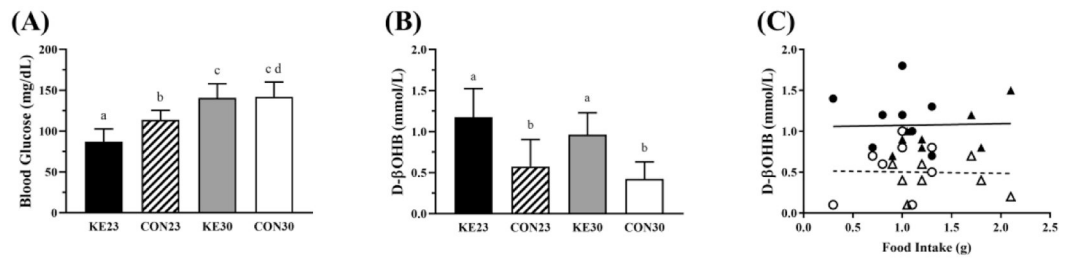 (A)
Blood Glucose (mg/dL)
200
150
100
50
0
a
b
c
c d
KE23
CON23
KE30
CON30
(B)
D-βOHB (mmol/L)
2.0
1.5
1.0
0.5
0.0
a
b
a
b
KE23
CON23
KE30
CON30
(C)
D-βOHB (mmol/L)
2.0
1.5
1.0
0.5
0.0
0.0
0.5
1.0
1.5
2.0
2.5
Food Intake (g)